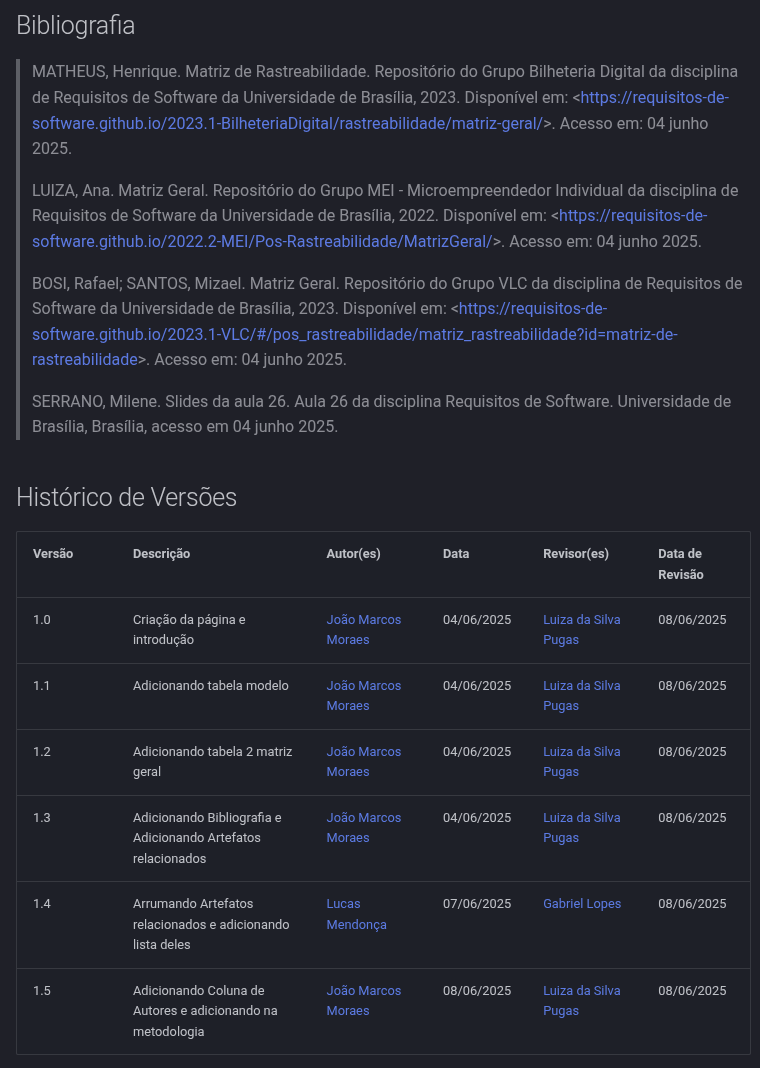 Bibliografia
MATHEUS, Henrique. Matriz de Rastreabilidade. Repositório do Grupo Bilheteria Digital da disciplina
de Requisitos de Software da Universidade de Brasília, 2023. Disponível em: <https://requisitos-de-
software.github.io/2023.1-BilheteriaDigital/rastreabilidade/matriz-geral/>. Acesso em: 04 junho
2025.
LUIZA, Ana. Matriz Geral. Repositório do Grupo MEI - Microempreendedor Individual da disciplina de
Requisitos de Software da Universidade de Brasília, 2022. Disponível em: <https://requisitos-de-
software.github.io/2022.2-MEI/Pos-Rastreabilidade/MatrizGeral/>. Acesso em: 04 junho 2025.
BOSI, Rafael; SANTOS, Mizael. Matriz Geral. Repositório do Grupo VLC da disciplina de Requisitos de
Software da Universidade de Brasília, 2023. Disponível em: <https://requisitos-de-
software.github.io/2023.1-VLC/#/pos_rastreabilidade/matriz_rastreabilidade?id=matriz-de-
rastreabilidade>. Acesso em: 04 junho 2025.
SERRANO, Milene. Slides da aula 26. Aula 26 da disciplina Requisitos de Software. Universidade de
Brasília, Brasília, acesso em 04 junho 2025.
Histórico de Versões
Versão Descrição Autor(es) Data Revisor(es) Data de
Revisão
1.0 Criação da página e João Marcos 04/06/2025 Luiza da Silva 08/06/2025
introdução Moraes Pugas
1.1 Adicionando tabela modelo João Marcos 04/06/2025 Luiza da Silva 08/06/2025
Moraes Pugas
1.2 Adicionando tabela 2 matriz João Marcos 04/06/2025 Luiza da Silva 08/06/2025
geral Moraes Pugas
1.3 Adicionando Bibliografia e João Marcos 04/06/2025 Luiza da Silva 08/06/2025
Adicionando Artefatos Moraes Pugas
relacionados
1.4 Arrumando Artefatos Lucas 07/06/2025 Gabriel Lopes 08/06/2025
relacionados e adicionando Mendonça
lista deles
1.5 Adicionando Coluna de João Marcos 08/06/2025 Luiza da Silva 08/06/2025
Autores e adicionando na Moraes Pugas
metodologia